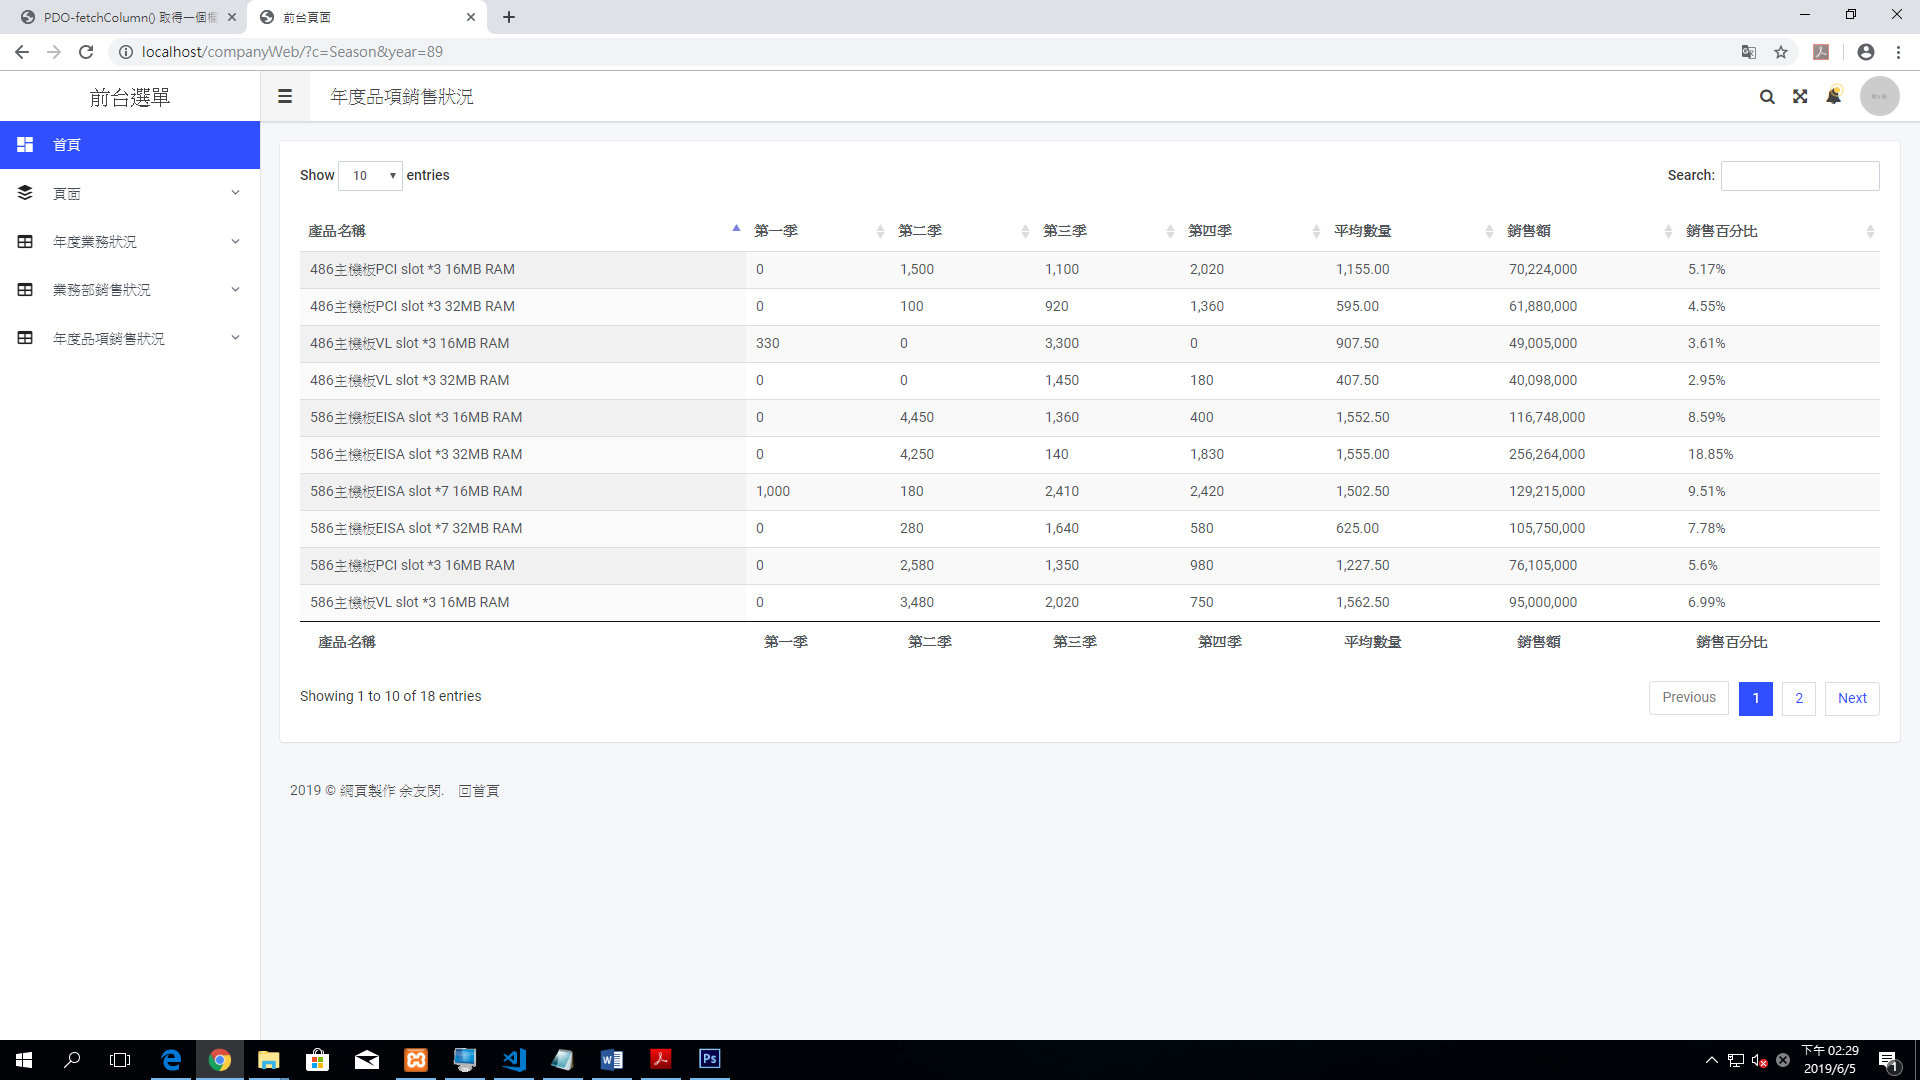 PDO-fetchColumn() 取得一個欄
前台頁面
localhost/companyWeb/?c=Season&year=89
前台選單
年度品項銷售狀況
首頁
頁面
年度業務狀況
業務部銷售狀況
年度品項銷售狀況
Show 10 entries
Search:
產品名稱 第一季 第二季 第三季 第四季 平均數量 銷售額 銷售百分比
486主機板PCI slot *3 16MB RAM 0 1,500 1,100 2,020 1,155.00 70,224,000 5.17%
486主機板PCI slot *3 32MB RAM 0 100 920 1,360 595.00 61,880,000 4.55%
486主機板VL slot *3 16MB RAM 330 0 3,300 0 907.50 49,005,000 3.61%
486主機板VL slot *3 32MB RAM 0 0 1,450 180 407.50 40,098,000 2.95%
586主機板EISA slot *3 16MB RAM 0 4,450 1,360 400 1,552.50 116,748,000 8.59%
586主機板EISA slot *3 32MB RAM 0 4,250 140 1,830 1,555.00 256,264,000 18.85%
586主機板EISA slot *7 16MB RAM 1,000 180 2,410 2,420 1,502.50 129,215,000 9.51%
586主機板EISA slot *7 32MB RAM 0 280 1,640 580 625.00 105,750,000 7.78%
586主機板PCI slot *3 16MB RAM 0 2,580 1,350 980 1,227.50 76,105,000 5.6%
586主機板VL slot *3 16MB RAM 0 3,480 2,020 750 1,562.50 95,000,000 6.99%
產品名稱 第一季 第二季 第三季 第四季 平均數量 銷售額 銷售百分比
Showing 1 to 10 of 18 entries
Previous 1 2 Next
2019 © 網頁製作 余友閔. 回首頁
下午 02:29
2019/6/5
1